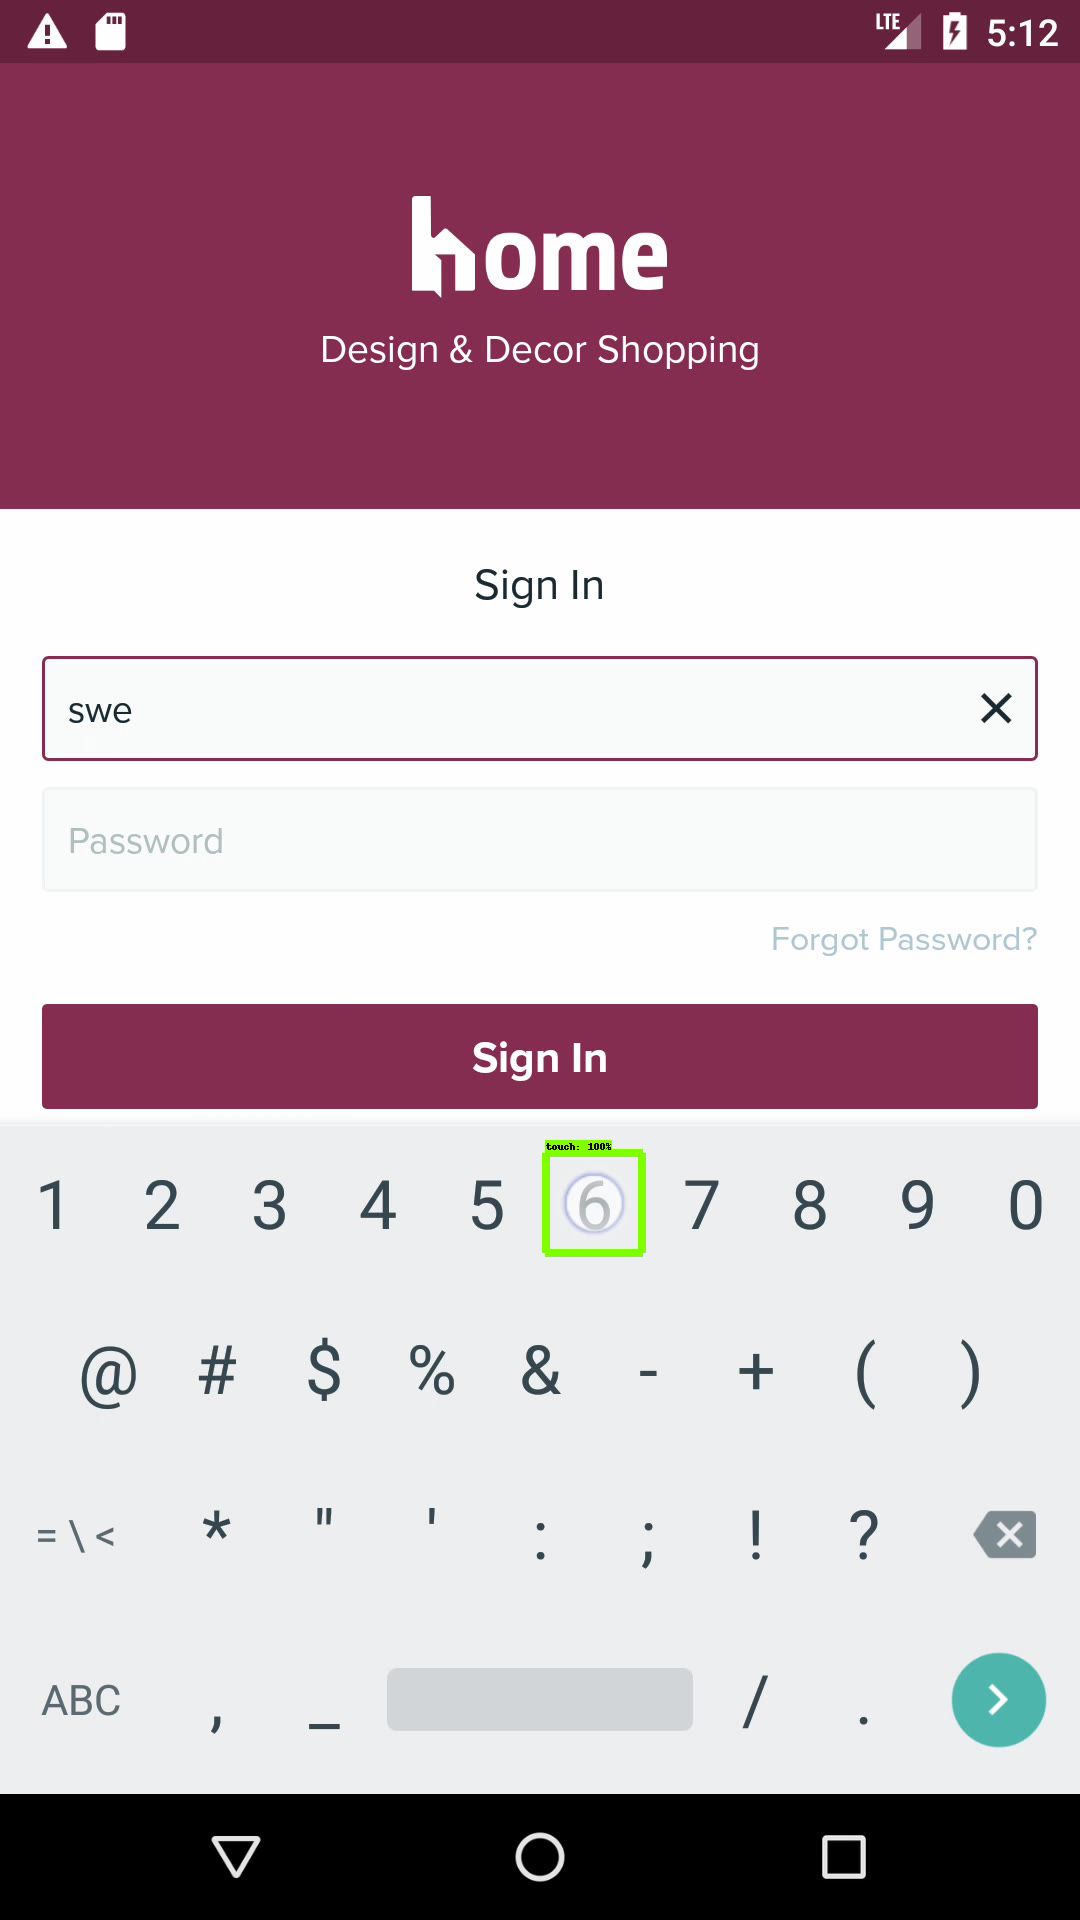 LTE 5:12
home
Design & Decor Shopping
Sign In
swe
Password
Forgot Password?
Sign In
touch: 100%
1 2 3 4 5 6 7 8 9 0
@ # $ % & - + ( )
= \ < * " ' : ; ! ?
ABC , _ / .